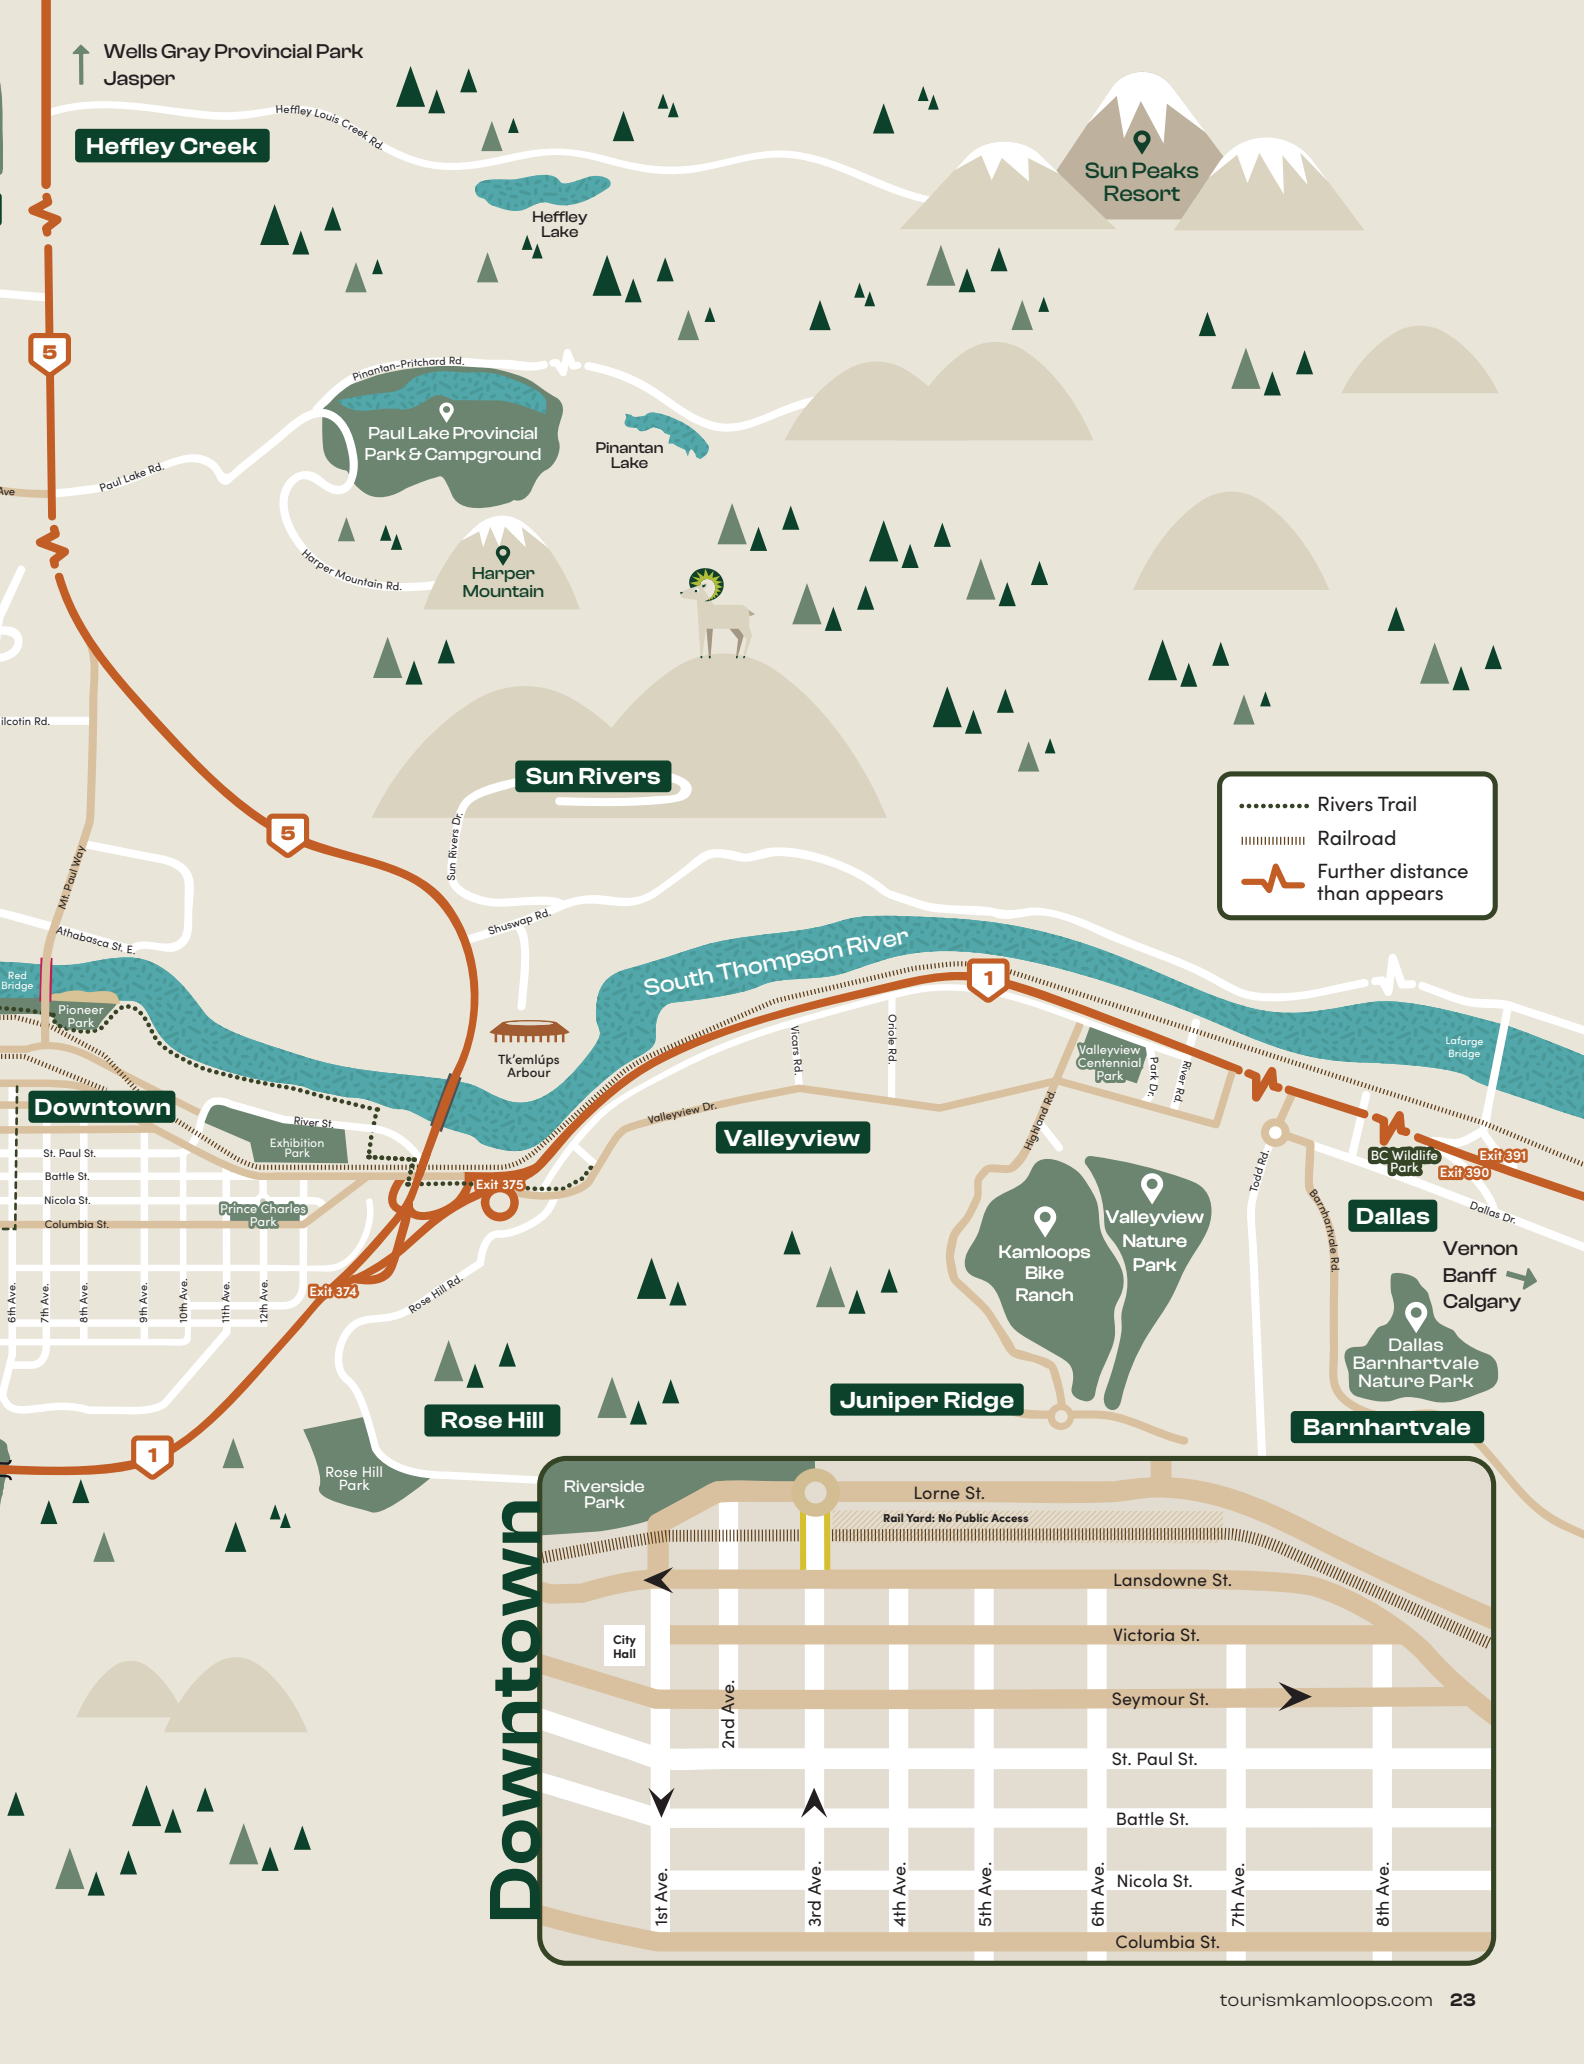 Wells Gray Provincial Park
Jasper
Heffley Creek
Heffley Louis Creek Rd.
Heffley
Lake
Sun Peaks
Resort
5
Pinantan-Pritchard Rd.
Paul Lake Provincial
Park & Campground
Pinantan
Lake
Paul Lake Rd.
Ave
Harper Mountain Rd.
Harper
Mountain
ilcotin Rd.
Sun Rivers
Sun Rivers Dr.
5
Rivers Trail
Railroad
Further distance
than appears
Mt. Paul Way
Athabasca St. E.
Shuswap Rd.
South Thompson River
Red
Bridge
Pioneer
Park
1
Tk'emlúps
Arbour
Vicars Rd.
Oriole Rd.
Valleyview
Centennial
Park
Park Dr.
River Rd.
Lafarge
Bridge
Downtown
River St.
Exhibition
Park
Valleyview Dr.
Valleyview
Highland Rd.
St. Paul St.
Battle St.
Nicola St.
Columbia St.
Prince Charles
Park
Exit 375
Exit 374
BC Wildlife
Park
Exit 391
Exit 390
Todd Rd.
Barnhartvale Rd.
Dallas
Dallas Dr.
Vernon
Banff
Calgary
Kamloops
Bike
Ranch
Valleyview
Nature
Park
6th Ave.
7th Ave.
8th Ave.
9th Ave.
10th Ave.
11th Ave.
12th Ave.
Rose Hill Rd.
Dallas
Barnhartvale
Nature Park
Juniper Ridge
Rose Hill
Barnhartvale
1
Rose Hill
Park
Downtown
Riverside
Park
Lorne St.
Rail Yard: No Public Access
Lansdowne St.
City
Hall
Victoria St.
Seymour St.
2nd Ave.
St. Paul St.
Battle St.
Nicola St.
1st Ave.
3rd Ave.
4th Ave.
5th Ave.
6th Ave.
7th Ave.
8th Ave.
Columbia St.
tourismkamloops.com 23